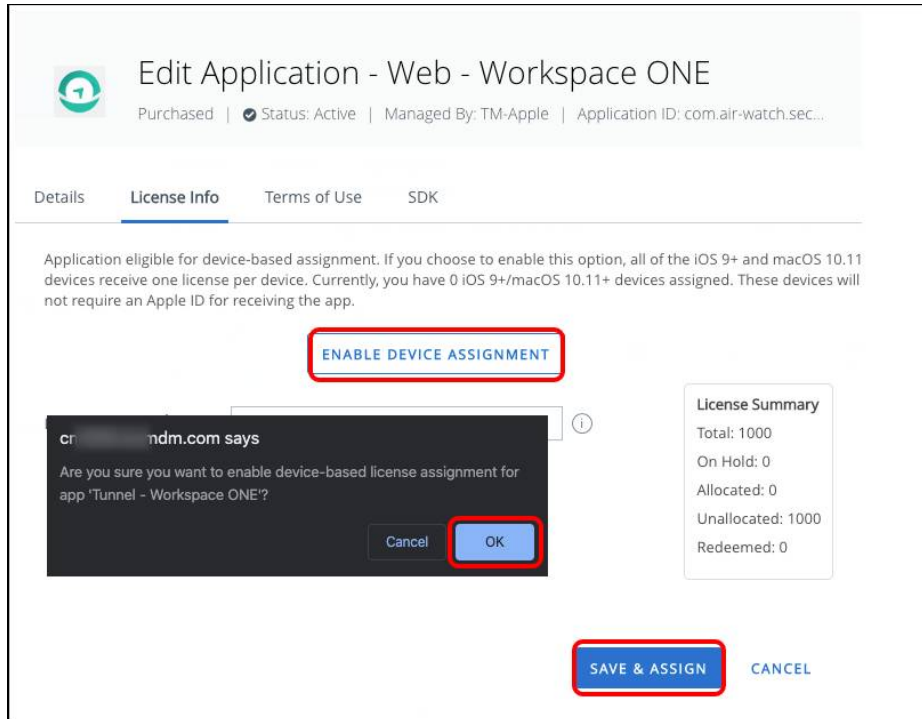 Edit Application - Web - Workspace ONE
Purchased | Status: Active | Managed By: TM-Apple | Application ID: com.air-watch.sec...
Details License Info Terms of Use SDK
Application eligible for device-based assignment. If you choose to enable this option, all of the iOS 9+ and macOS 10.11
devices receive one license per device. Currently, you have 0 iOS 9+/macOS 10.11+ devices assigned. These devices will
not require an Apple ID for receiving the app.
ENABLE DEVICE ASSIGNMENT
cr ndm.com says
Are you sure you want to enable device-based license assignment for
app 'Tunnel - Workspace ONE'?
Cancel OK
License Summary
Total: 1000
On Hold: 0
Allocated: 0
Unallocated: 1000
Redeemed: 0
SAVE & ASSIGN CANCEL